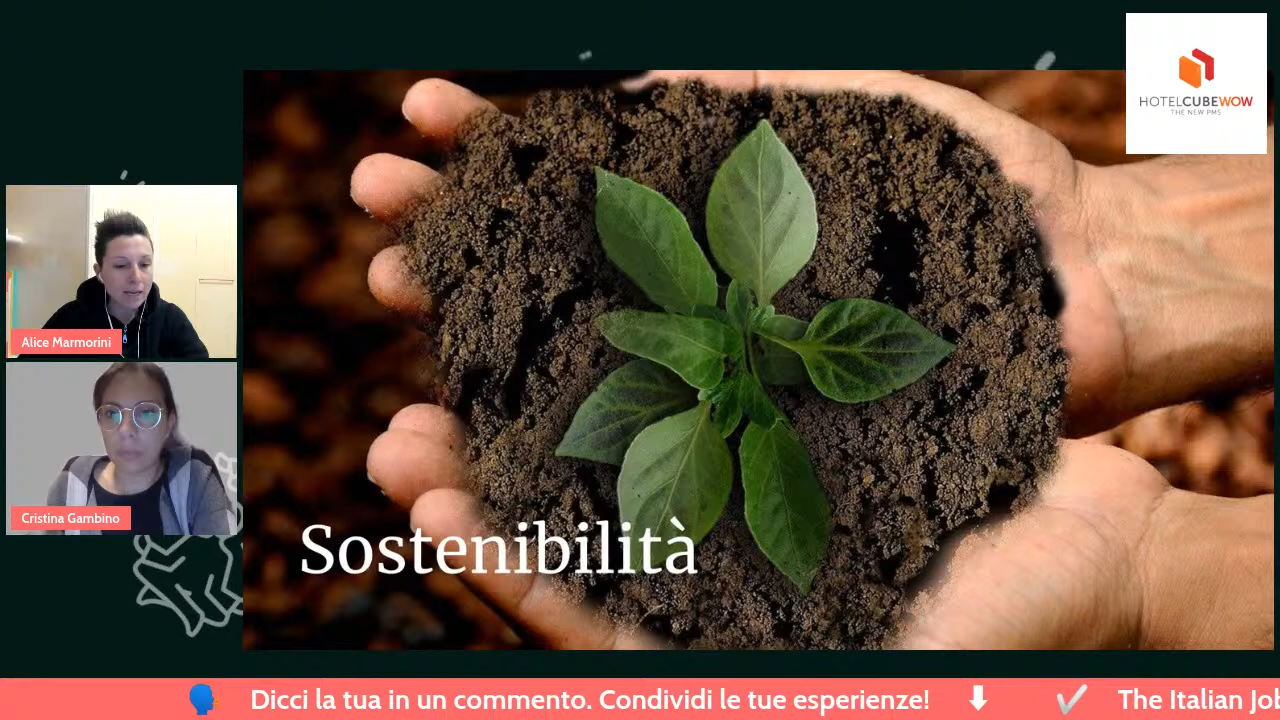 HOTELCUBEWOW
THE NEW PMS
Alice Marmorini
Cristina Gambino
Sostenibilità
Dicci la tua in un commento. Condividi le tue esperienze!
The Italian Job